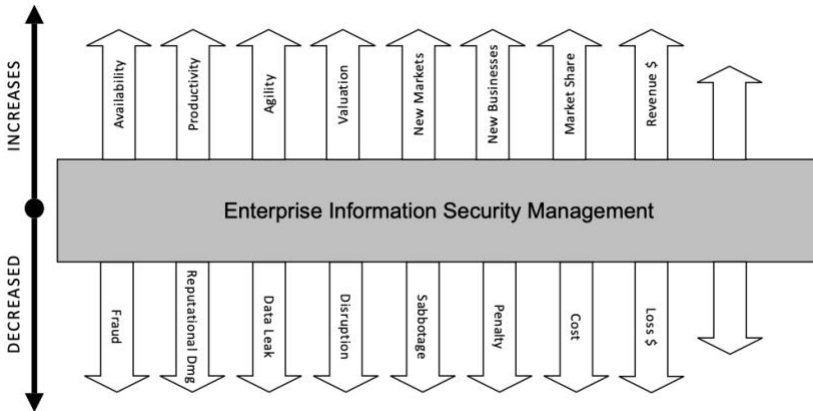 INCREASES
Availability
Productivity
Agility
Valuation
New Markets
New Businesses
Market Share
Revenue $
Enterprise Information Security Management
DECREASED
Fraud
Reputational Dmg
Data Leak
Disruption
Sabbotage
Penalty
Cost
Loss $